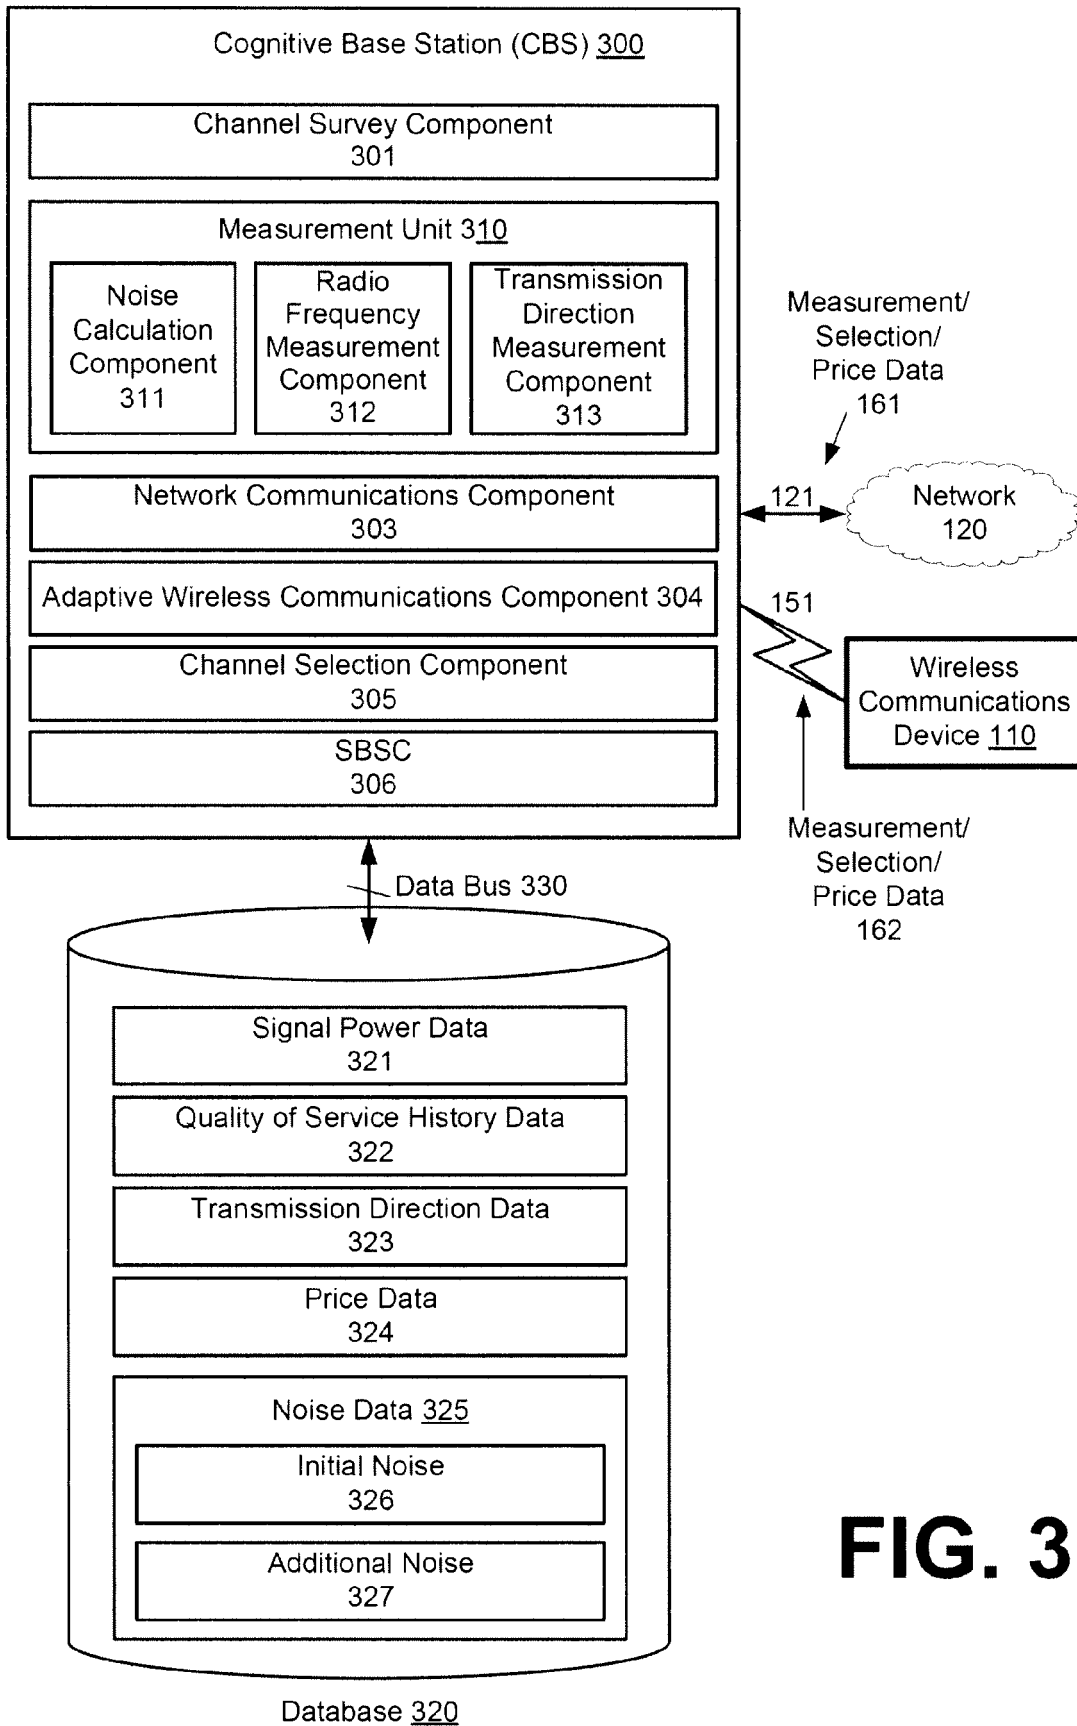 Cognitive Base Station (CBS) 300
Channel Survey Component
301
Measurement Unit 310
Noise
Calculation
Component
311
Radio
Frequency
Measurement
Component
312
Transmission
Direction
Measurement
Component
313
Network Communications Component
303
Adaptive Wireless Communications Component 304
Channel Selection Component
305
SBSC
306
Measurement/
Selection/
Price Data
161
121
Network
120
151
Wireless
Communications
Device 110
Measurement/
Selection/
Price Data
162
Data Bus 330
Signal Power Data
321
Quality of Service History Data
322
Transmission Direction Data
323
Price Data
324
Noise Data 325
Initial Noise
326
Additional Noise
327
Database 320
FIG. 3